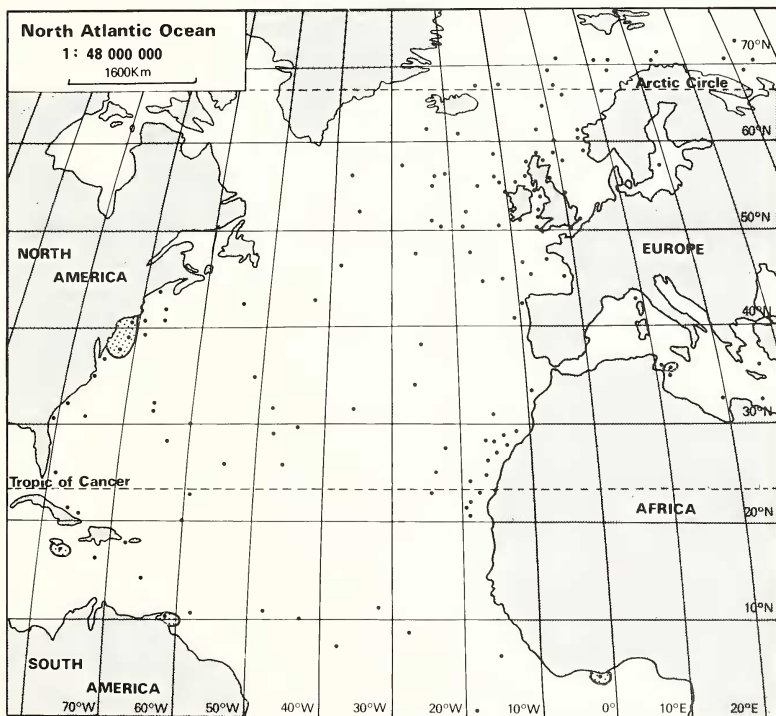 North Atlantic Ocean
1: 48 000 000
1600Km
70°N
Arctic Circle
60°N
50°N
NORTH
AMERICA
EUROPE
40°N
30°N
Tropic of Cancer
AFRICA
20°N
10°N
SOUTH
AMERICA
70°W 60°W 50°W 40°W 30°W 20°W 10°W 0° 10°E 20°E